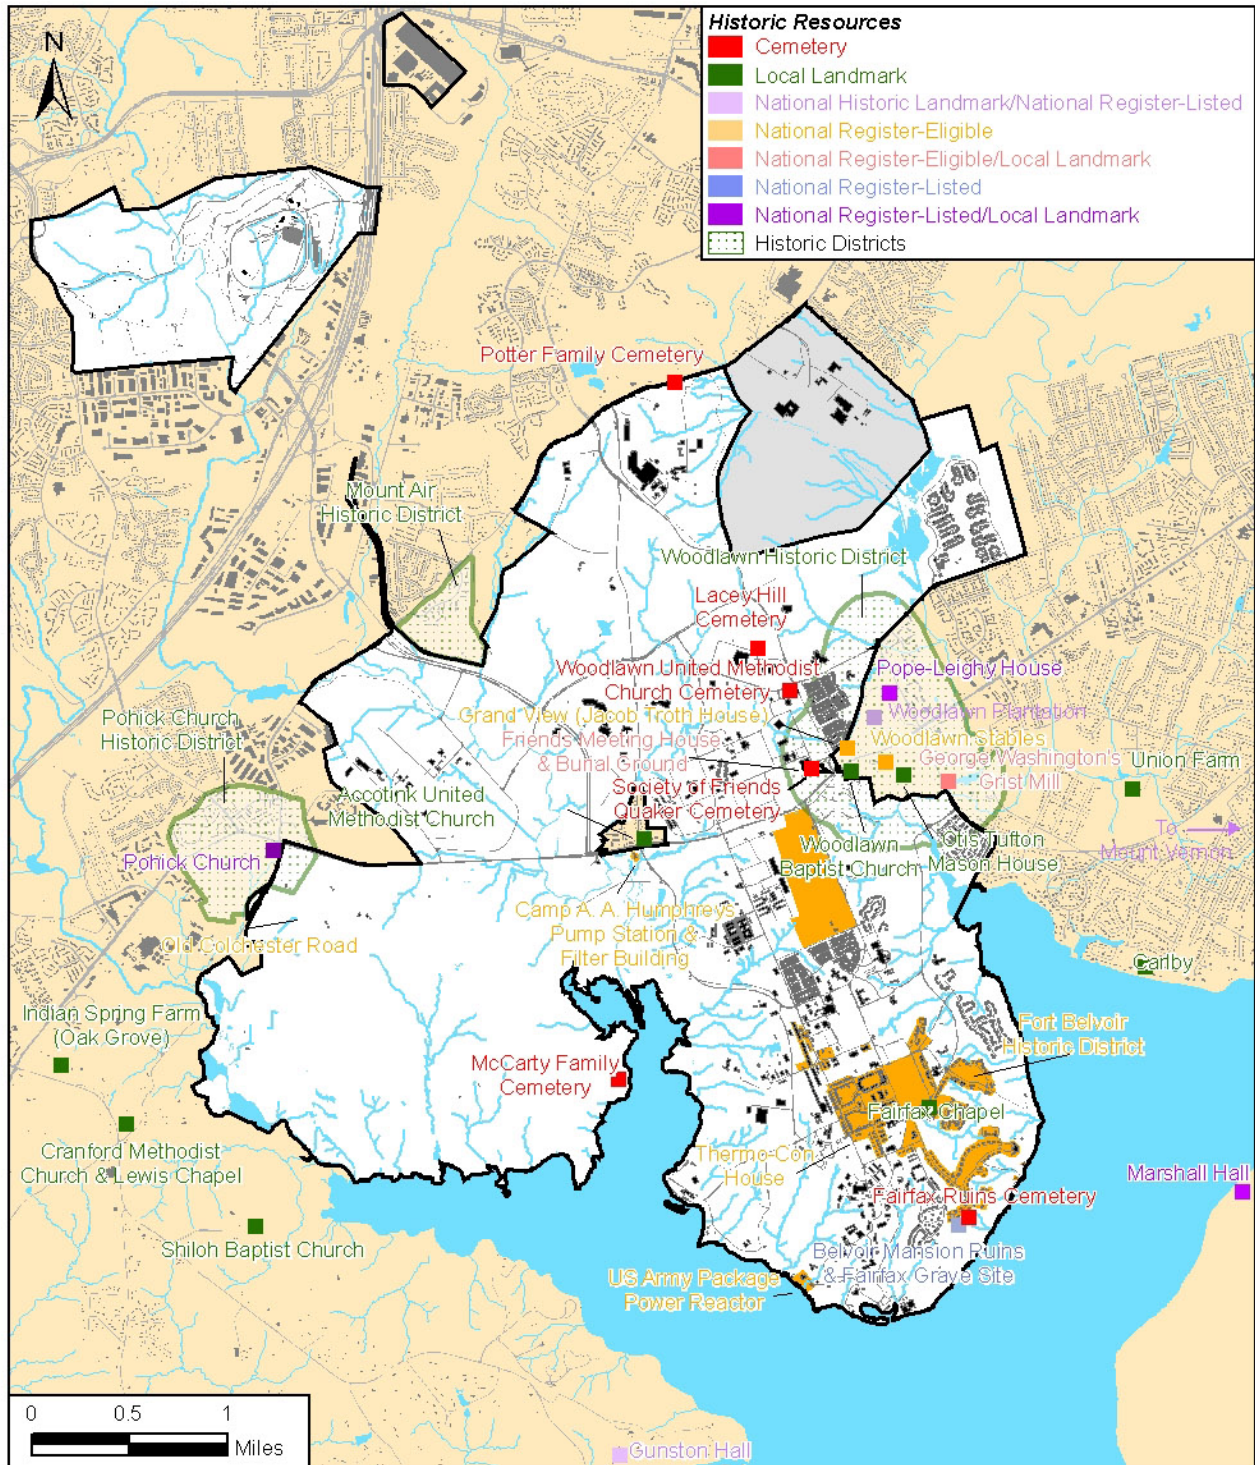 N
Historic Resources
Cemetery
Local Landmark
National Historic Landmark/National Register-Listed
National Register-Eligible
National Register-Eligible/Local Landmark
National Register-Listed
National Register-Listed/Local Landmark
Historic Districts
Potter Family Cemetery
Mount Air
Historic District
Woodlawn Historic District
Lacey Hill
Cemetery
Woodlawn United Methodist
Church Cemetery
Pope-Leighy House
Woodlawn Plantation
Grand View (Jacob Troth House)
Woodlawn Stables
Friends Meeting House
& Burial Ground
George Washington's
Grist Mill
Pohick Church
Historic District
Union Farm
Society of Friends
Quaker Cemetery
Accotink United
Methodist Church
To
Mount Vernon
Woodlawn
Baptist Church
Otis Tufton
Mason House
Pohick Church
Camp A. A. Humphreys
Pump Station &
Filter Building
Old Colchester Road
Carlby
Indian Spring Farm
(Oak Grove)
Fort Belvoir
Historic District
McCarty Family
Cemetery
Fairfax Chapel
Cranford Methodist
Church & Lewis Chapel
Thermo-Con
House
Marshall Hall
Fairfax Ruins Cemetery
Shiloh Baptist Church
Belvoir Mansion Ruins
& Fairfax Grave Site
US Army Package
Power Reactor
0 0.5 1
Miles
Gunston Hall